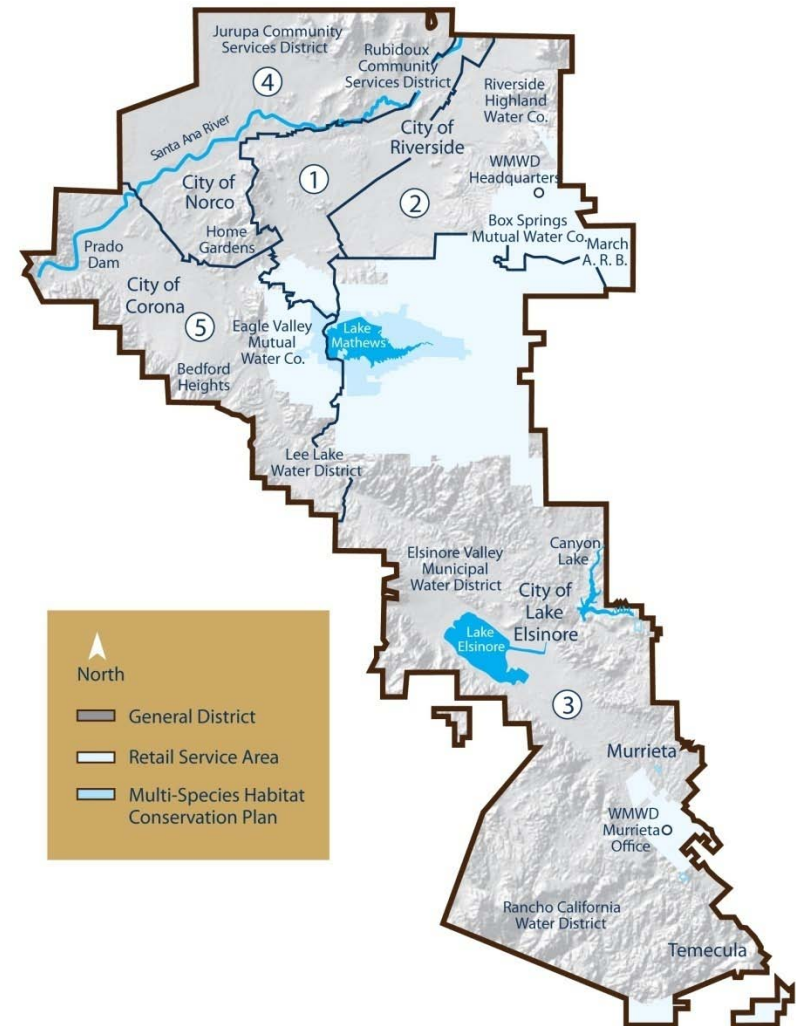 Jurupa Community
Services District
Rubidoux
Community
Services District
4
Riverside
Highland
Water Co.
Santa Ana River
City of
Riverside
1
WMWD
Headquarters
City of
Norco
2
Home
Gardens
Box Springs
Mutual Water Co.
March
A. R. B.
Prado
Dam
City of
Corona
5
Eagle Valley
Mutual
Water Co.
Lake
Mathews
Bedford
Heights
Lee Lake
Water District
Elsinore Valley
Municipal
Water District
Canyon
Lake
City of
Lake
Elsinore
Lake
Elsinore
3
North
General District
Retail Service Area
Multi-Species Habitat
Conservation Plan
Murrieta
WMWD
Murrieta
Office
Rancho California
Water District
Temecula